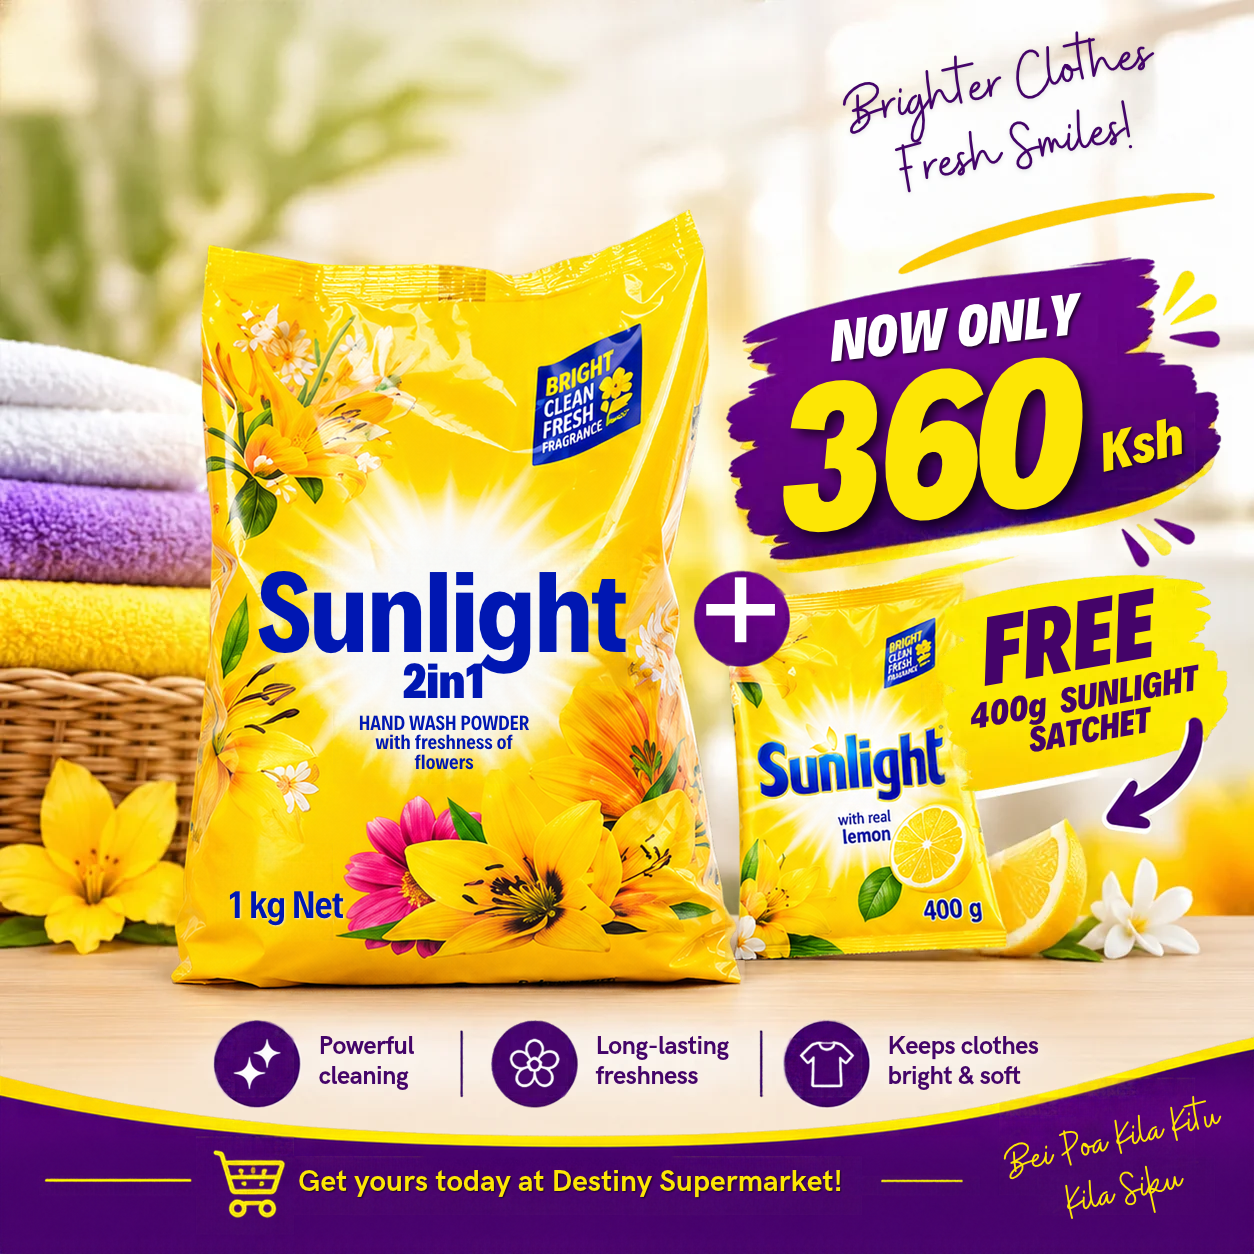 Brighter Clothes
Fresh Smiles!
NOW ONLY
360 Ksh
BRIGHT
CLEAN
FRESH
FRAGRANCE
Sunlight
2in1
HAND WASH POWDER
with freshness of
flowers
1 kg Net
+
FREE
400g SUNLIGHT
SATCHET
BRIGHT
CLEAN
FRESH
FRAGRANCE
Sunlight
with real
lemon
400 g
Powerful
cleaning
Long-lasting
freshness
Keeps clothes
bright & soft
Get yours today at Destiny Supermarket!
Bei Poa Kila Kitu
Kila Siku